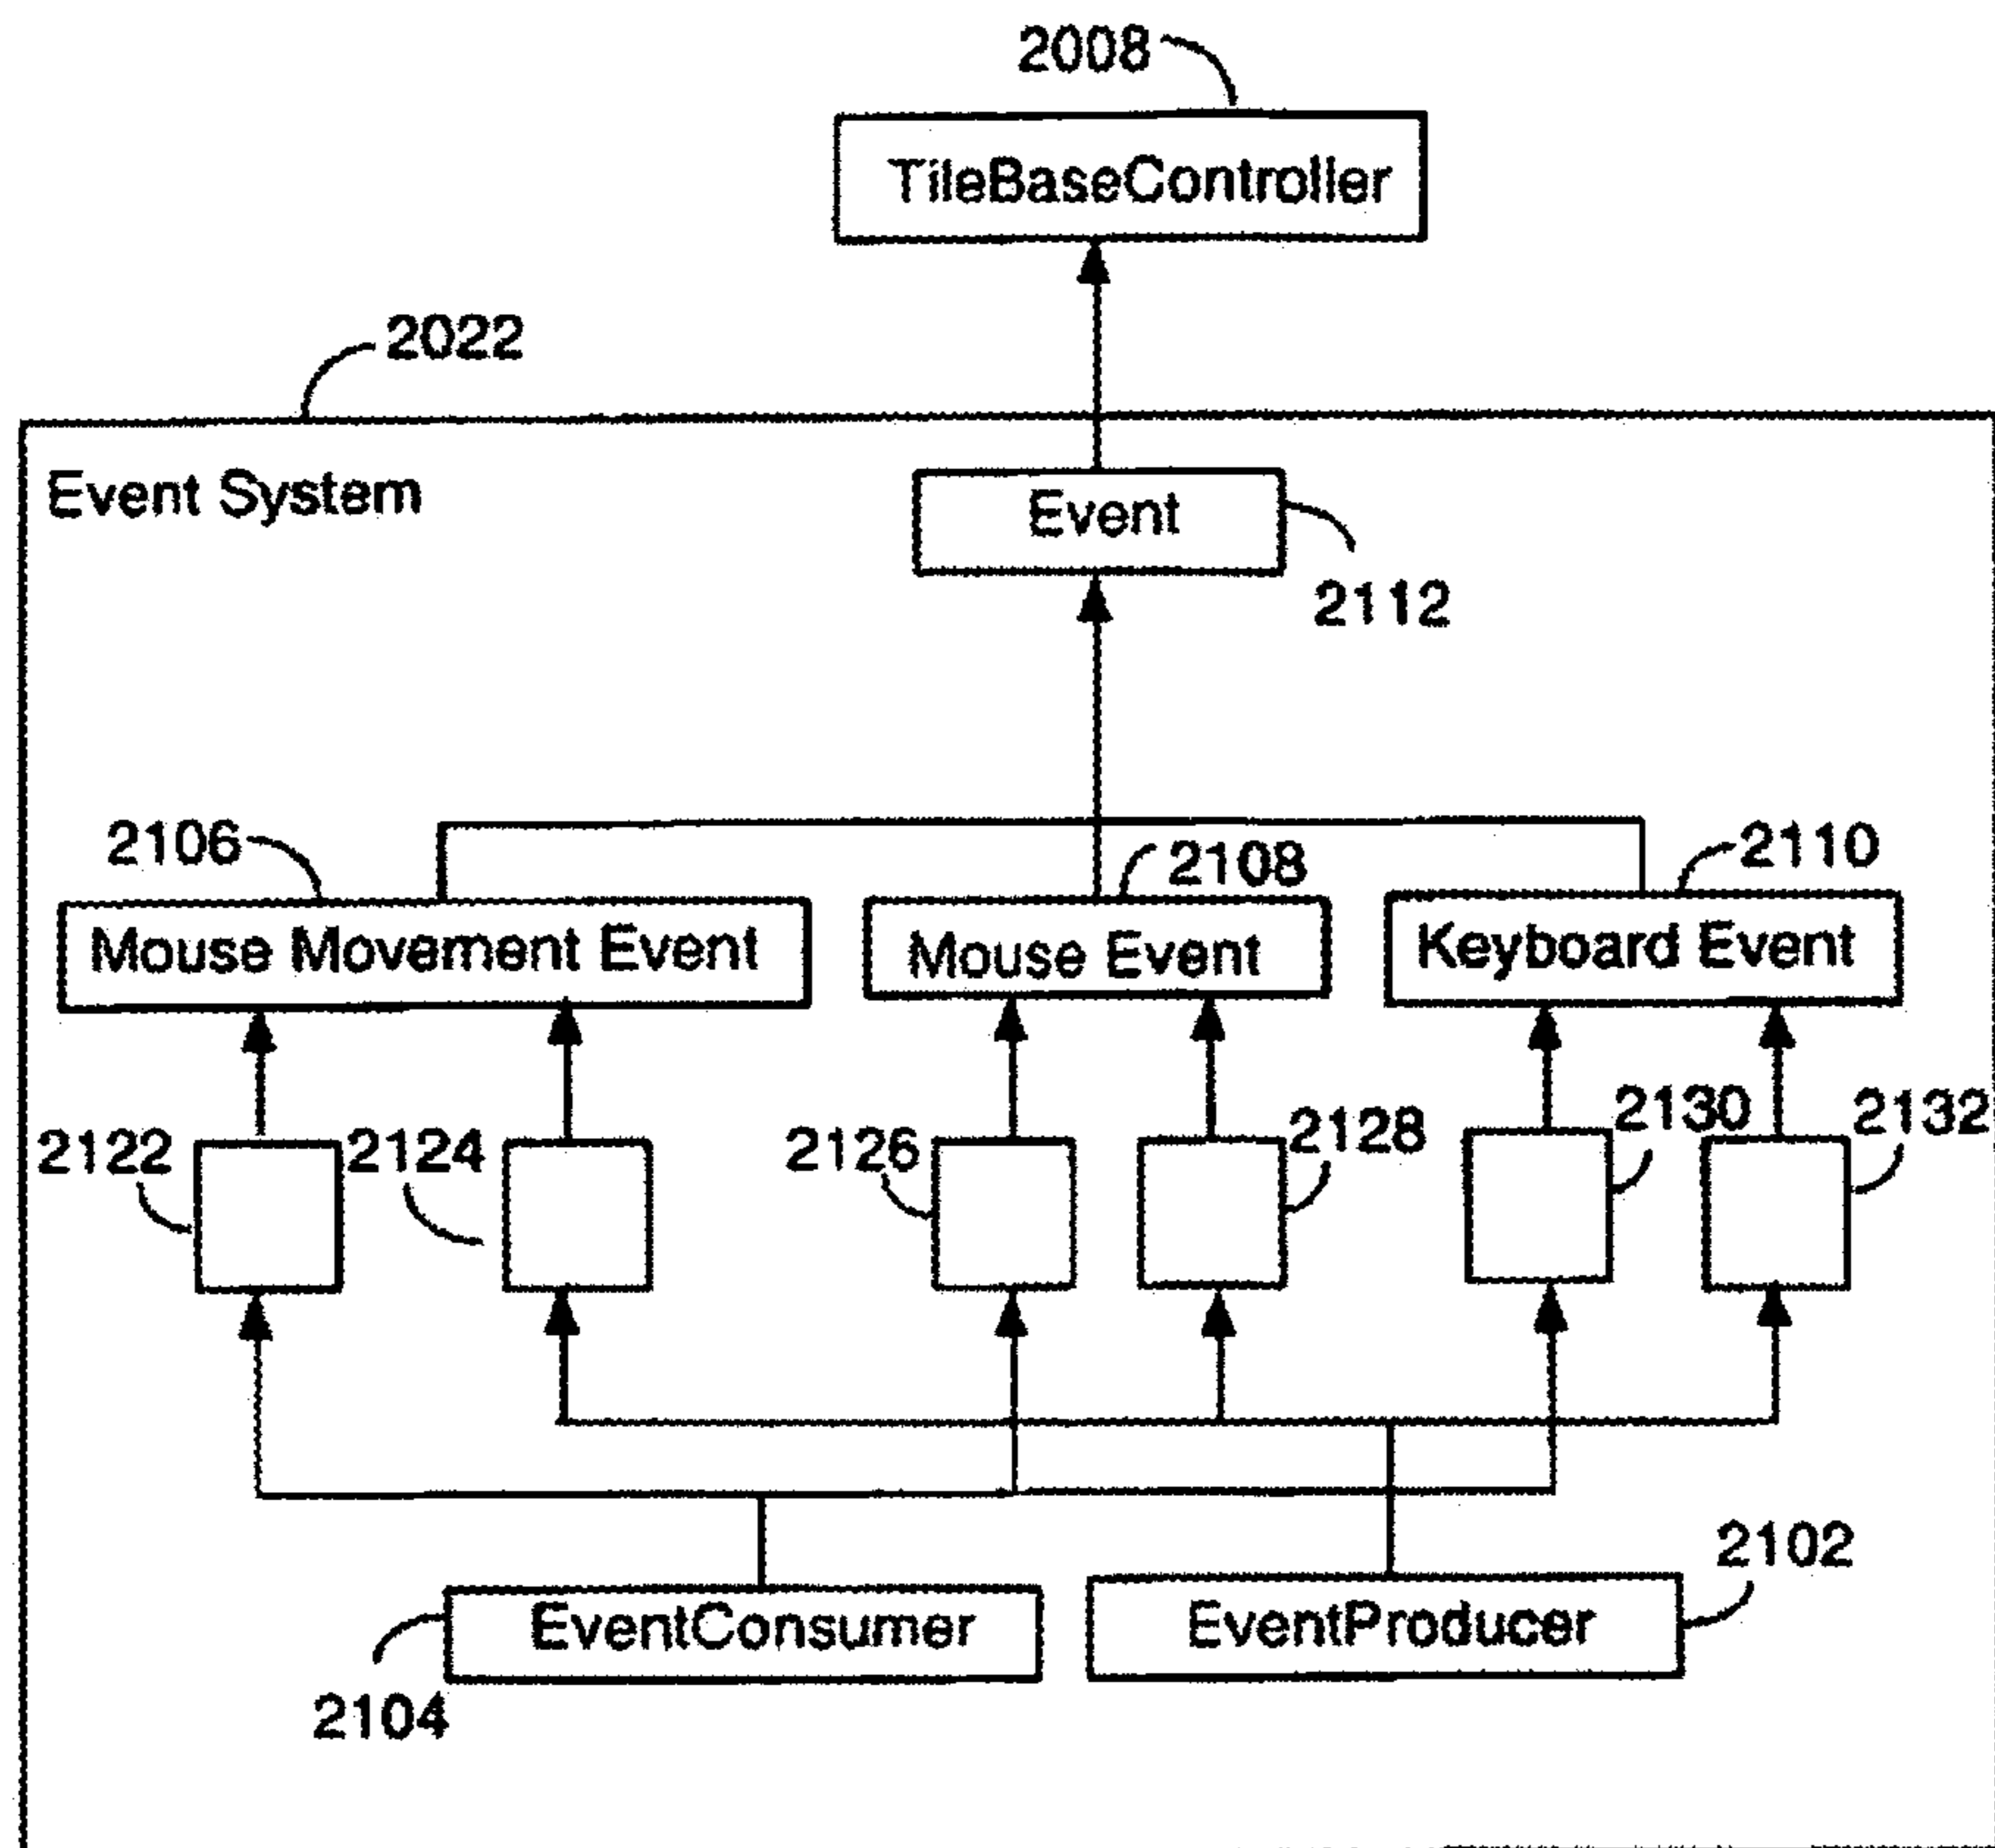 2008
TileBaseController
2022
Event System
Event
2112
2106
2108
2110
Mouse Movement Event
Mouse Event
Keyboard Event
2122
2124
2126
2128
2130
2132
2102
EventConsumer
EventProducer
2104